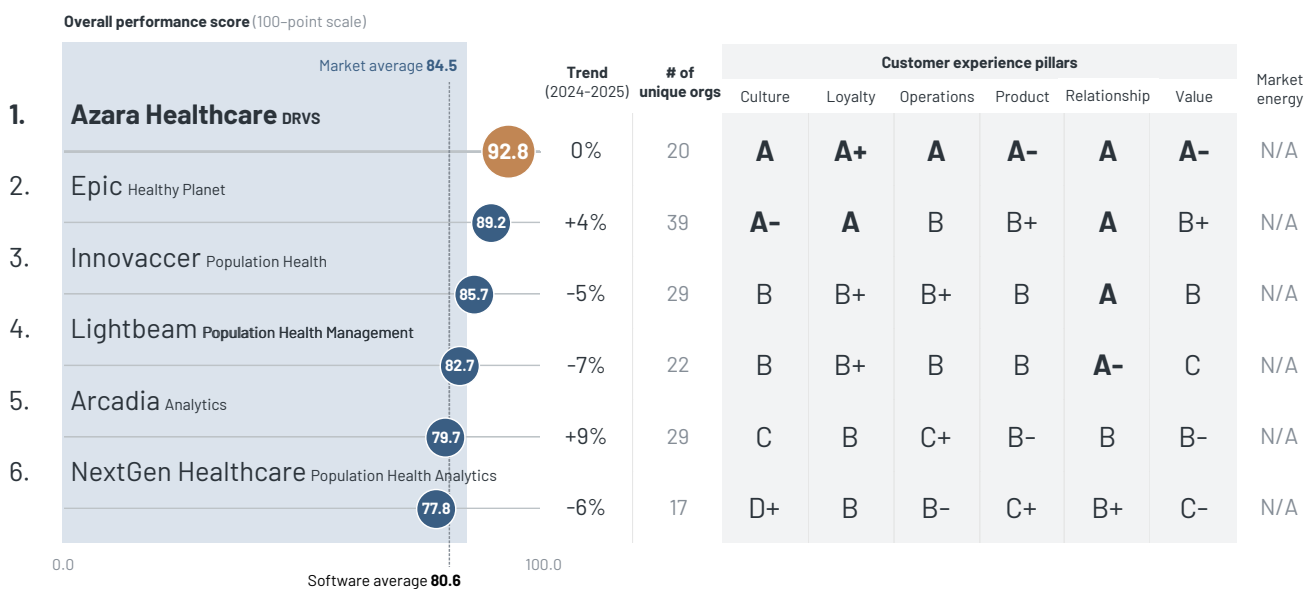 Overall performance score (100-point scale)
Market average 84.5
Trend (2024-2025)
# of unique orgs
Customer experience pillars
Culture Loyalty Operations Product Relationship Value
Market energy
1. Azara Healthcare DRVS
92.8 0% 20 A A+ A A- A A- N/A
2. Epic Healthy Planet
89.2 +4% 39 A- A B B+ A B+ N/A
3. Innovaccer Population Health
85.7 -5% 29 B B+ B+ B A B N/A
4. Lightbeam Population Health Management
82.7 -7% 22 B B+ B B A- C N/A
5. Arcadia Analytics
79.7 +9% 29 C B C+ B- B B- N/A
6. NextGen Healthcare Population Health Analytics
77.8 -6% 17 D+ B B- C+ B+ C- N/A
0.0 100.0
Software average 80.6